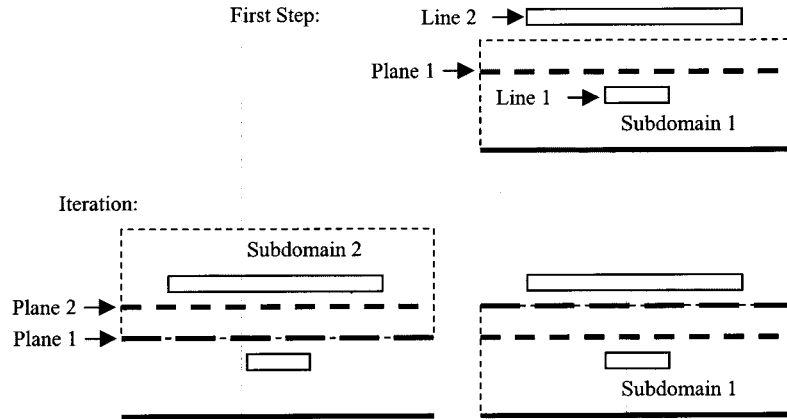 First Step:
Line 2
Plane 1
Line 1
Subdomain 1
Iteration:
Subdomain 2
Plane 2
Plane 1
Subdomain 1